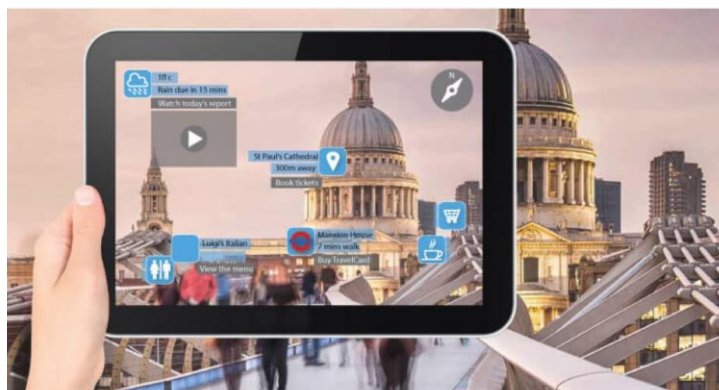 10 c
Rain due in 15 mins
Watch today's report
N
St Paul's Cathedral
300m away
Book tickets
Luigi's Italian
View the menu
Mansion House
7 mins walk
Buy TravelCard